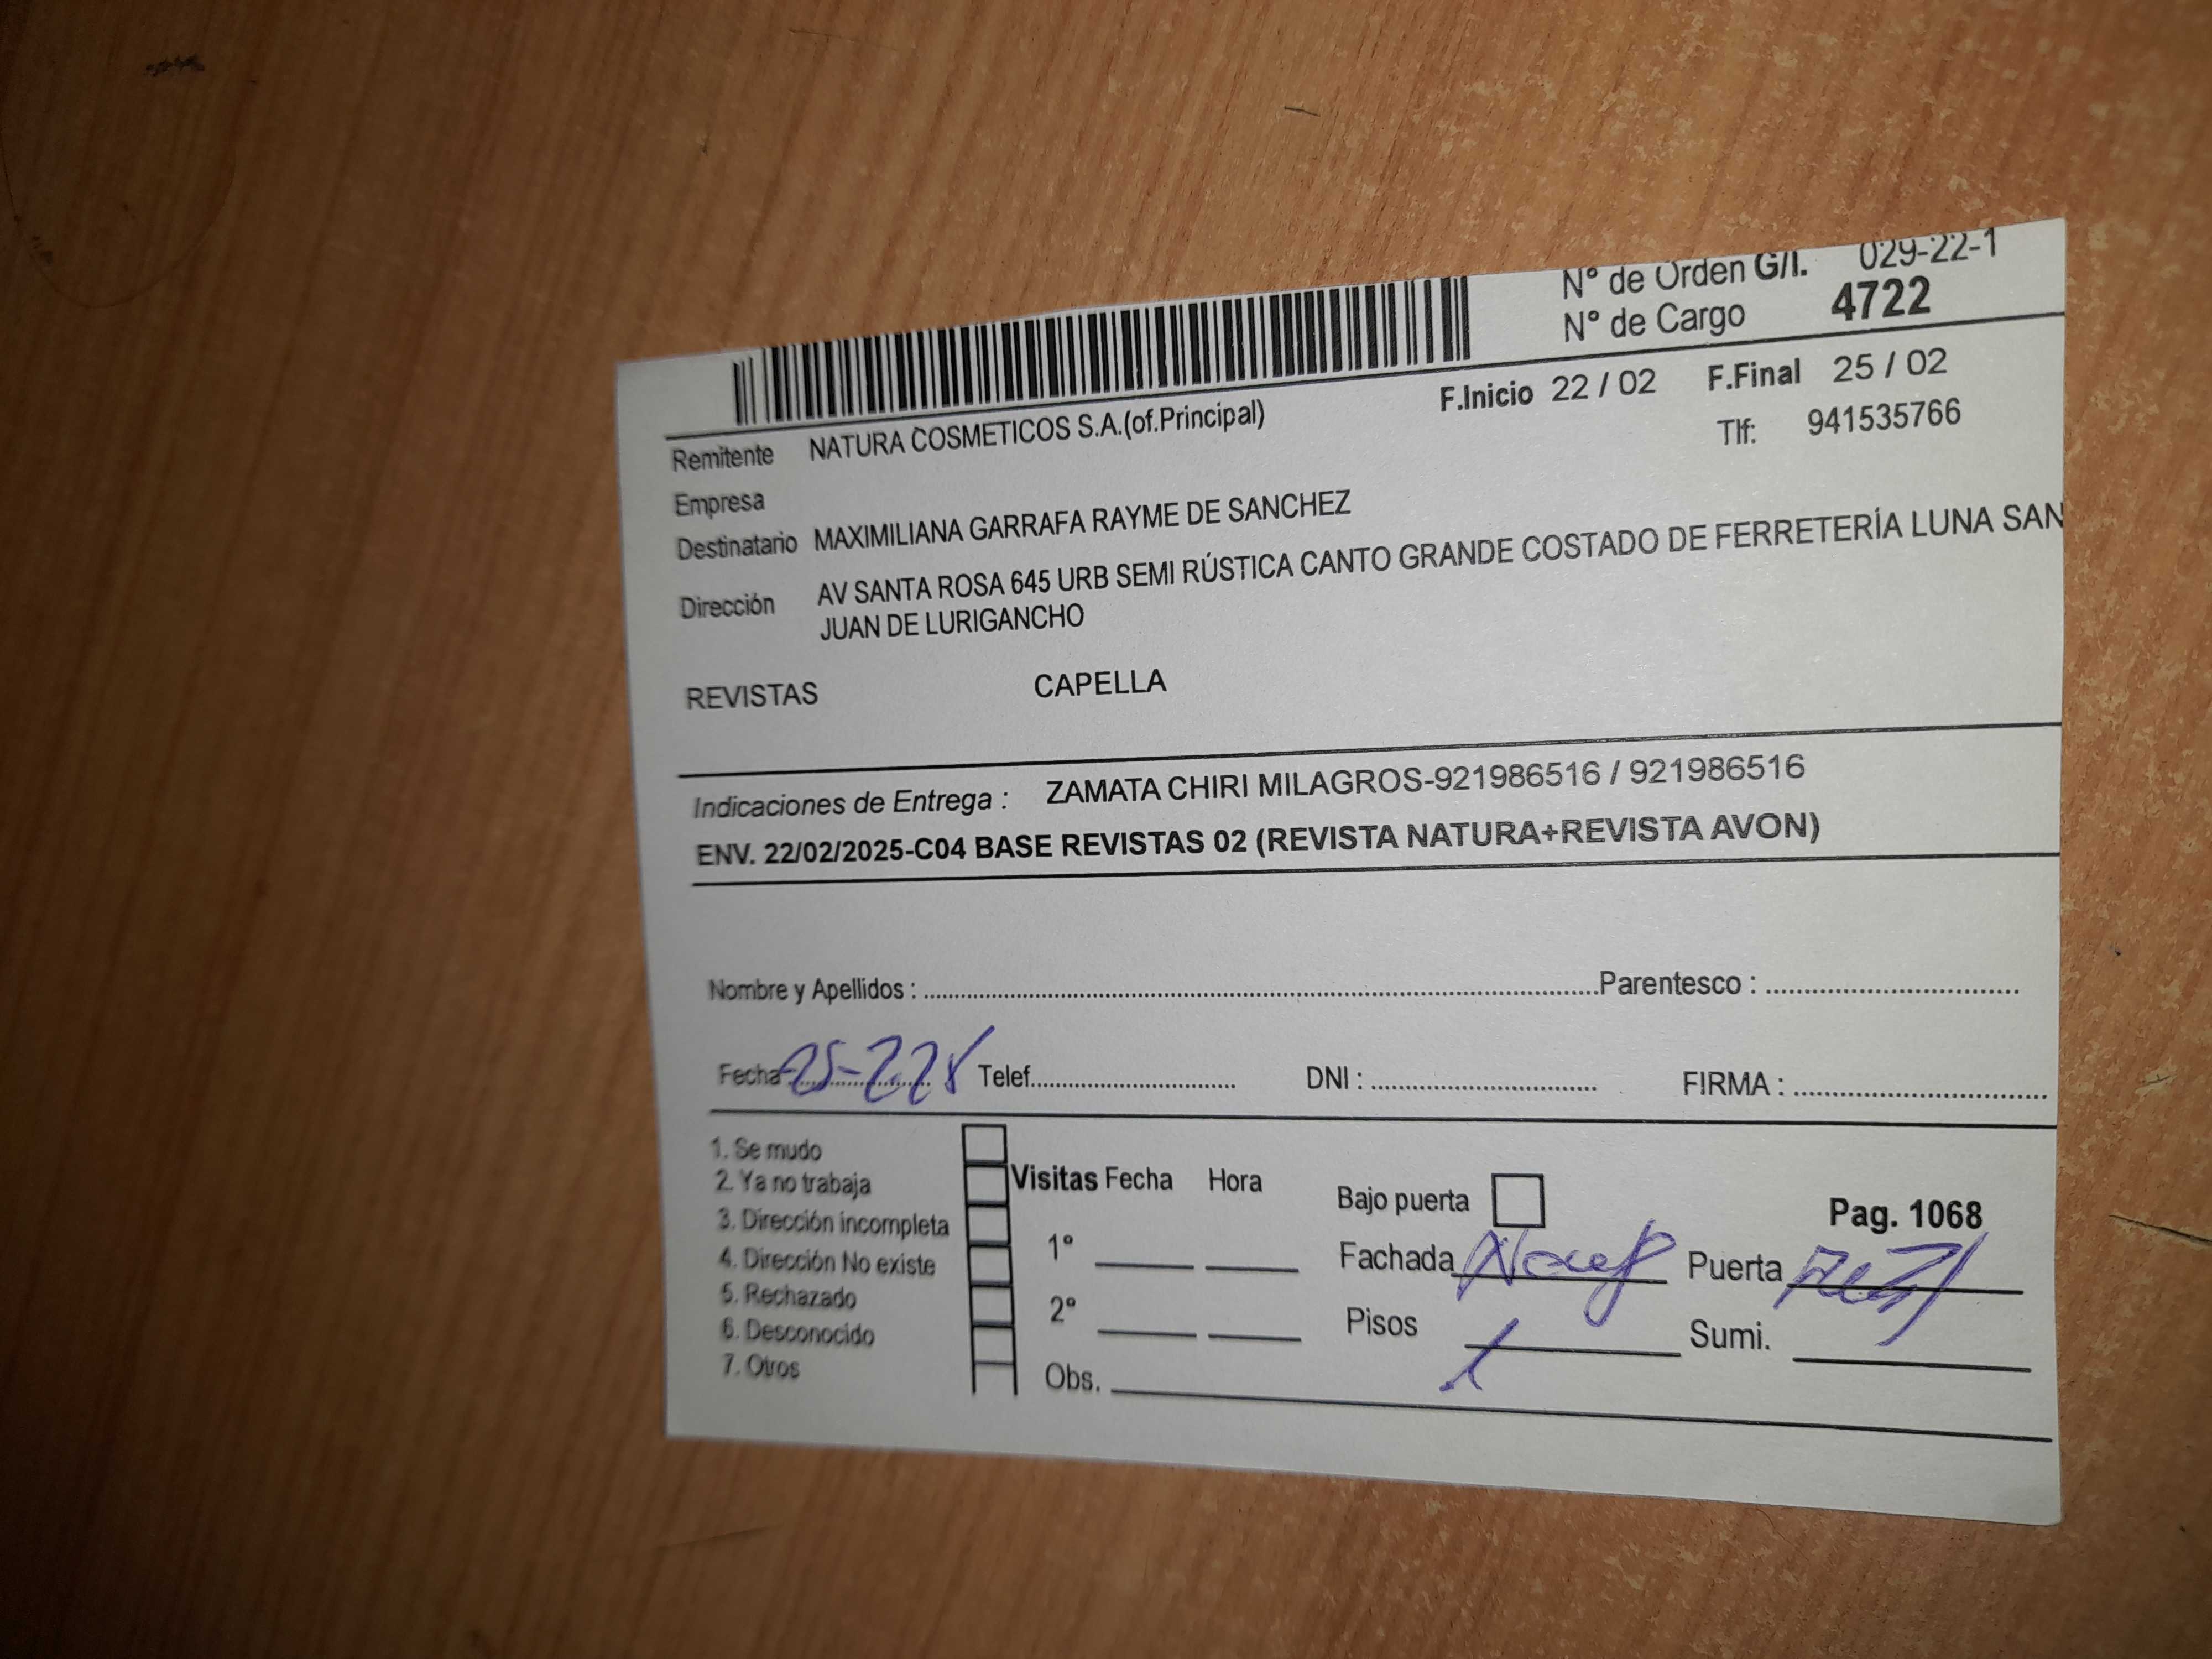 N° de Orden G/I. 029-22-1
N° de Cargo 4722
F.Inicio 22 / 02 F.Final 25 / 02
Remitente NATURA COSMETICOS S.A.(of.Principal) Tlf: 941535766
Empresa
Destinatario MAXIMILIANA GARRAFA RAYME DE SANCHEZ
Dirección AV SANTA ROSA 645 URB SEMI RÚSTICA CANTO GRANDE COSTADO DE FERRETERÍA LUNA SAN
JUAN DE LURIGANCHO
REVISTAS CAPELLA
Indicaciones de Entrega : ZAMATA CHIRI MILAGROS-921986516 / 921986516
ENV. 22/02/2025-C04 BASE REVISTAS 02 (REVISTA NATURA+REVISTA AVON)
Nombre y Apellidos : Parentesco :
Fecha Telef. DNI : FIRMA :
1. Se mudo
2. Ya no trabaja
3. Dirección incompleta
4. Dirección No existe
5. Rechazado
6. Desconocido
7. Otros
Visitas Fecha Hora
1°
2°
Obs.
Bajo puerta
Pag. 1068
Fachada Puerta
Pisos 1 Sumi.